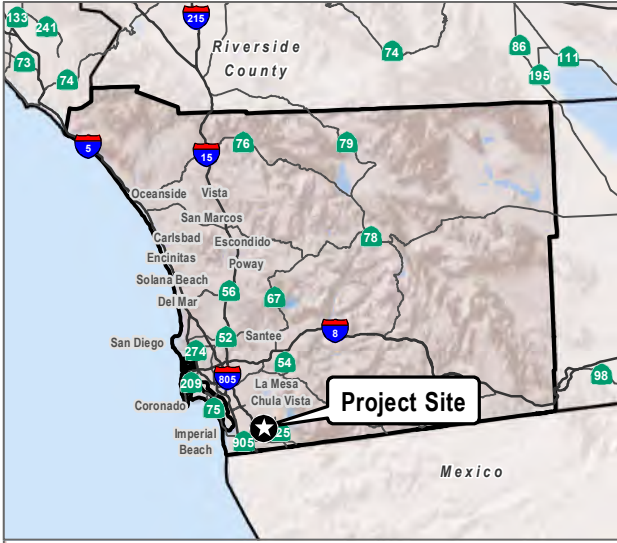 133
241
215
Riverside
County
74
86
111
73
74
195
5
15
76
79
Oceanside
Vista
San Marcos
Carlsbad
Escondido
78
Encinitas
Poway
Solana Beach
56
67
Del Mar
San Diego
274
52
Santee
8
54
209
805
La Mesa
98
Chula Vista
Coronado
75
Project Site
Imperial
Beach
905
25
Mexico